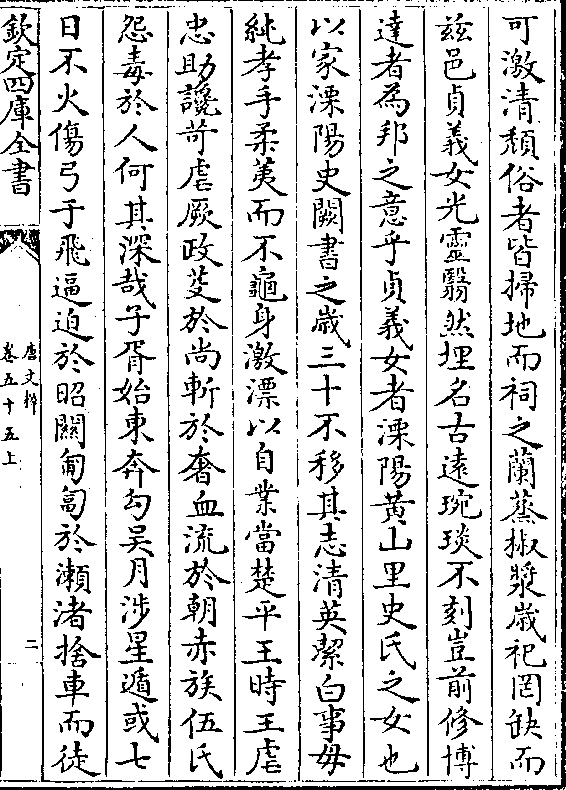 可激清頽俗者皆掃地而祠之蘭蒸椒漿歲祀罔缺而
兹邑貞義女光靈翳然埋名古遠琬琰不刻豈前修博
達者為邦之意乎貞義女者溧陽黄山里史氏之女也
以家溧陽史闕書之歲三十不移其志清英潔白事母
純孝手柔荑而不龜身激漂以自業當楚平王時王虐
忠助讒苛虐厥政芟於尚斬於奢血流於朝赤族伍氏
怨毒於人何其深哉子胥始東奔勾吳月涉星遁或七
日不火傷弓于飛逼迫於昭關匍匐於瀨渚捨車而徒
欽定四庫全書
唐文粹
卷五十五上
二